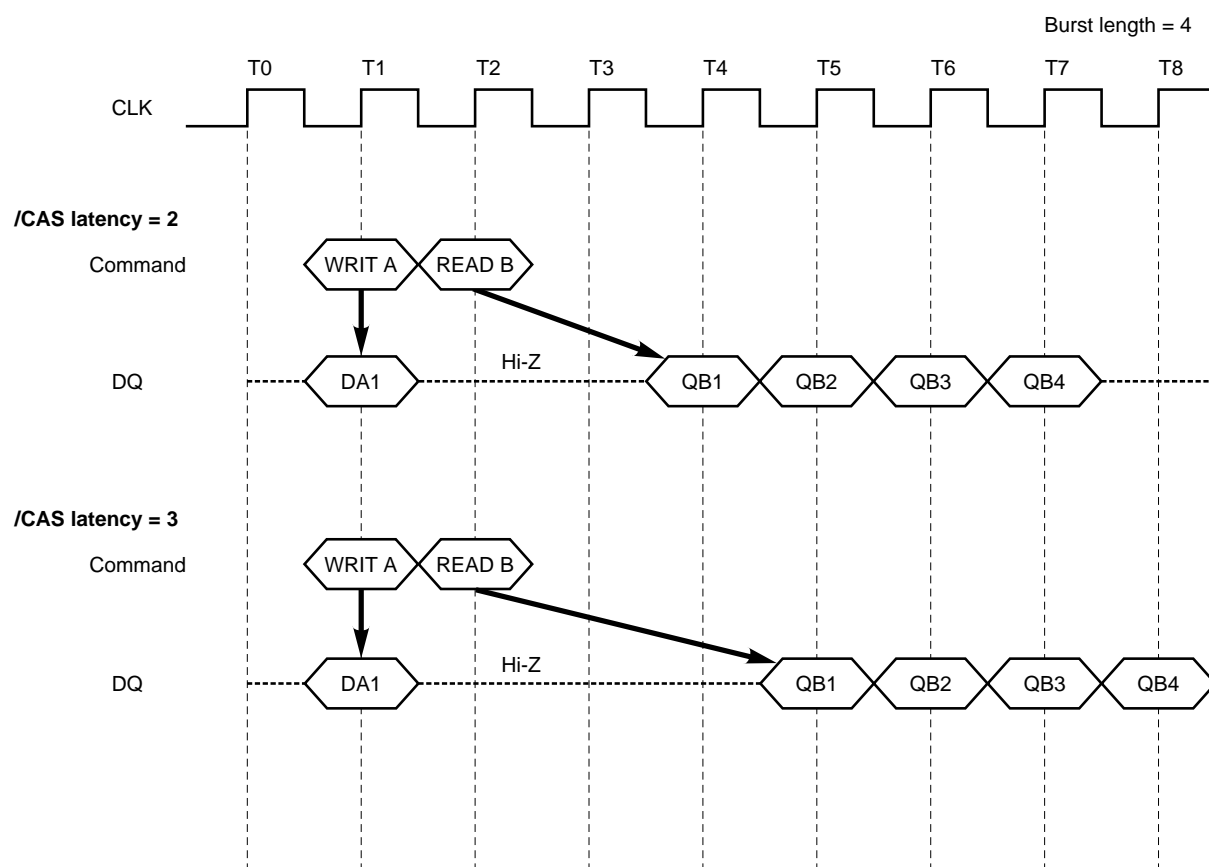 Burst length = 4
T0 T1 T2 T3 T4 T5 T6 T7 T8
CLK
/CAS latency = 2
Command WRIT A READ B
Hi-Z
DQ DA1 QB1 QB2 QB3 QB4
/CAS latency = 3
Command WRIT A READ B
Hi-Z
DQ DA1 QB1 QB2 QB3 QB4